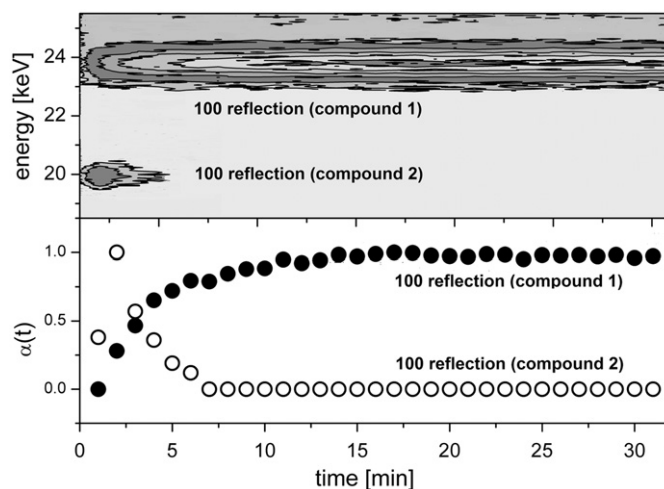 energy [keV]
24
22
20
100 reflection (compound 1)
100 reflection (compound 2)
α(t)
1.0
0.5
0.0
100 reflection (compound 1)
100 reflection (compound 2)
0 5 10 15 20 25 30
time [min]